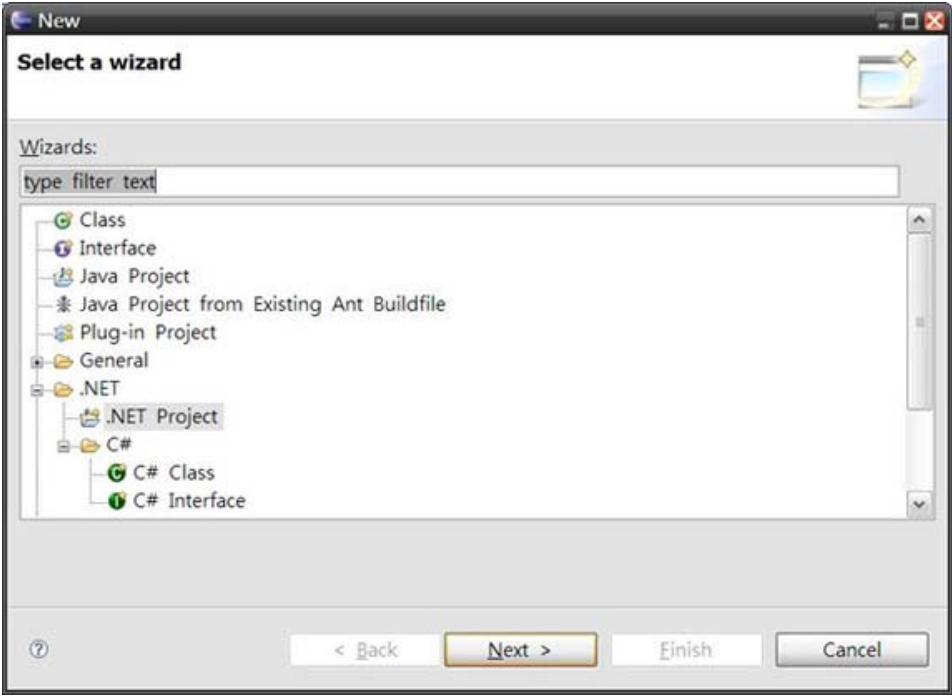 New
Select a wizard
Wizards:
type filter text
Class
Interface
Java Project
Java Project from Existing Ant Buildfile
Plug-in Project
General
.NET
.NET Project
C#
C# Class
C# Interface
< Back Next > Finish Cancel